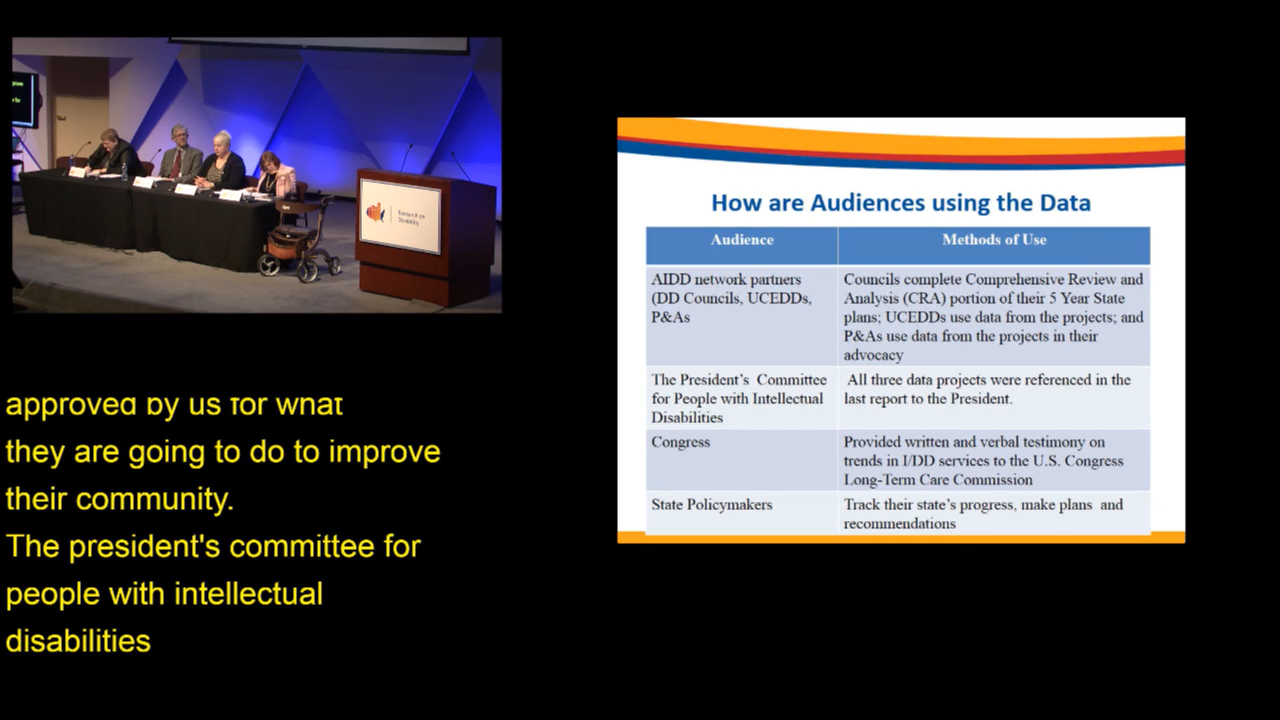 Research on
Disability
approved by us for what
they are going to do to improve
their community.
The president's committee for
people with intellectual
disabilities
How are Audiences using the Data
Audience
Methods of Use
AIDD network partners
(DD Councils, UCEDDs,
P&As
Councils complete Comprehensive Review and
Analysis (CRA) portion of their 5 Year State
plans; UCEDDs use data from the projects; and
P&As use data from the projects in their
advocacy
The President's Committee
for People with Intellectual
Disabilities
All three data projects were referenced in the
last report to the President.
Congress
Provided written and verbal testimony on
trends in I/DD services to the U.S. Congress
Long-Term Care Commission
State Policymakers
Track their state's progress, make plans and
recommendations